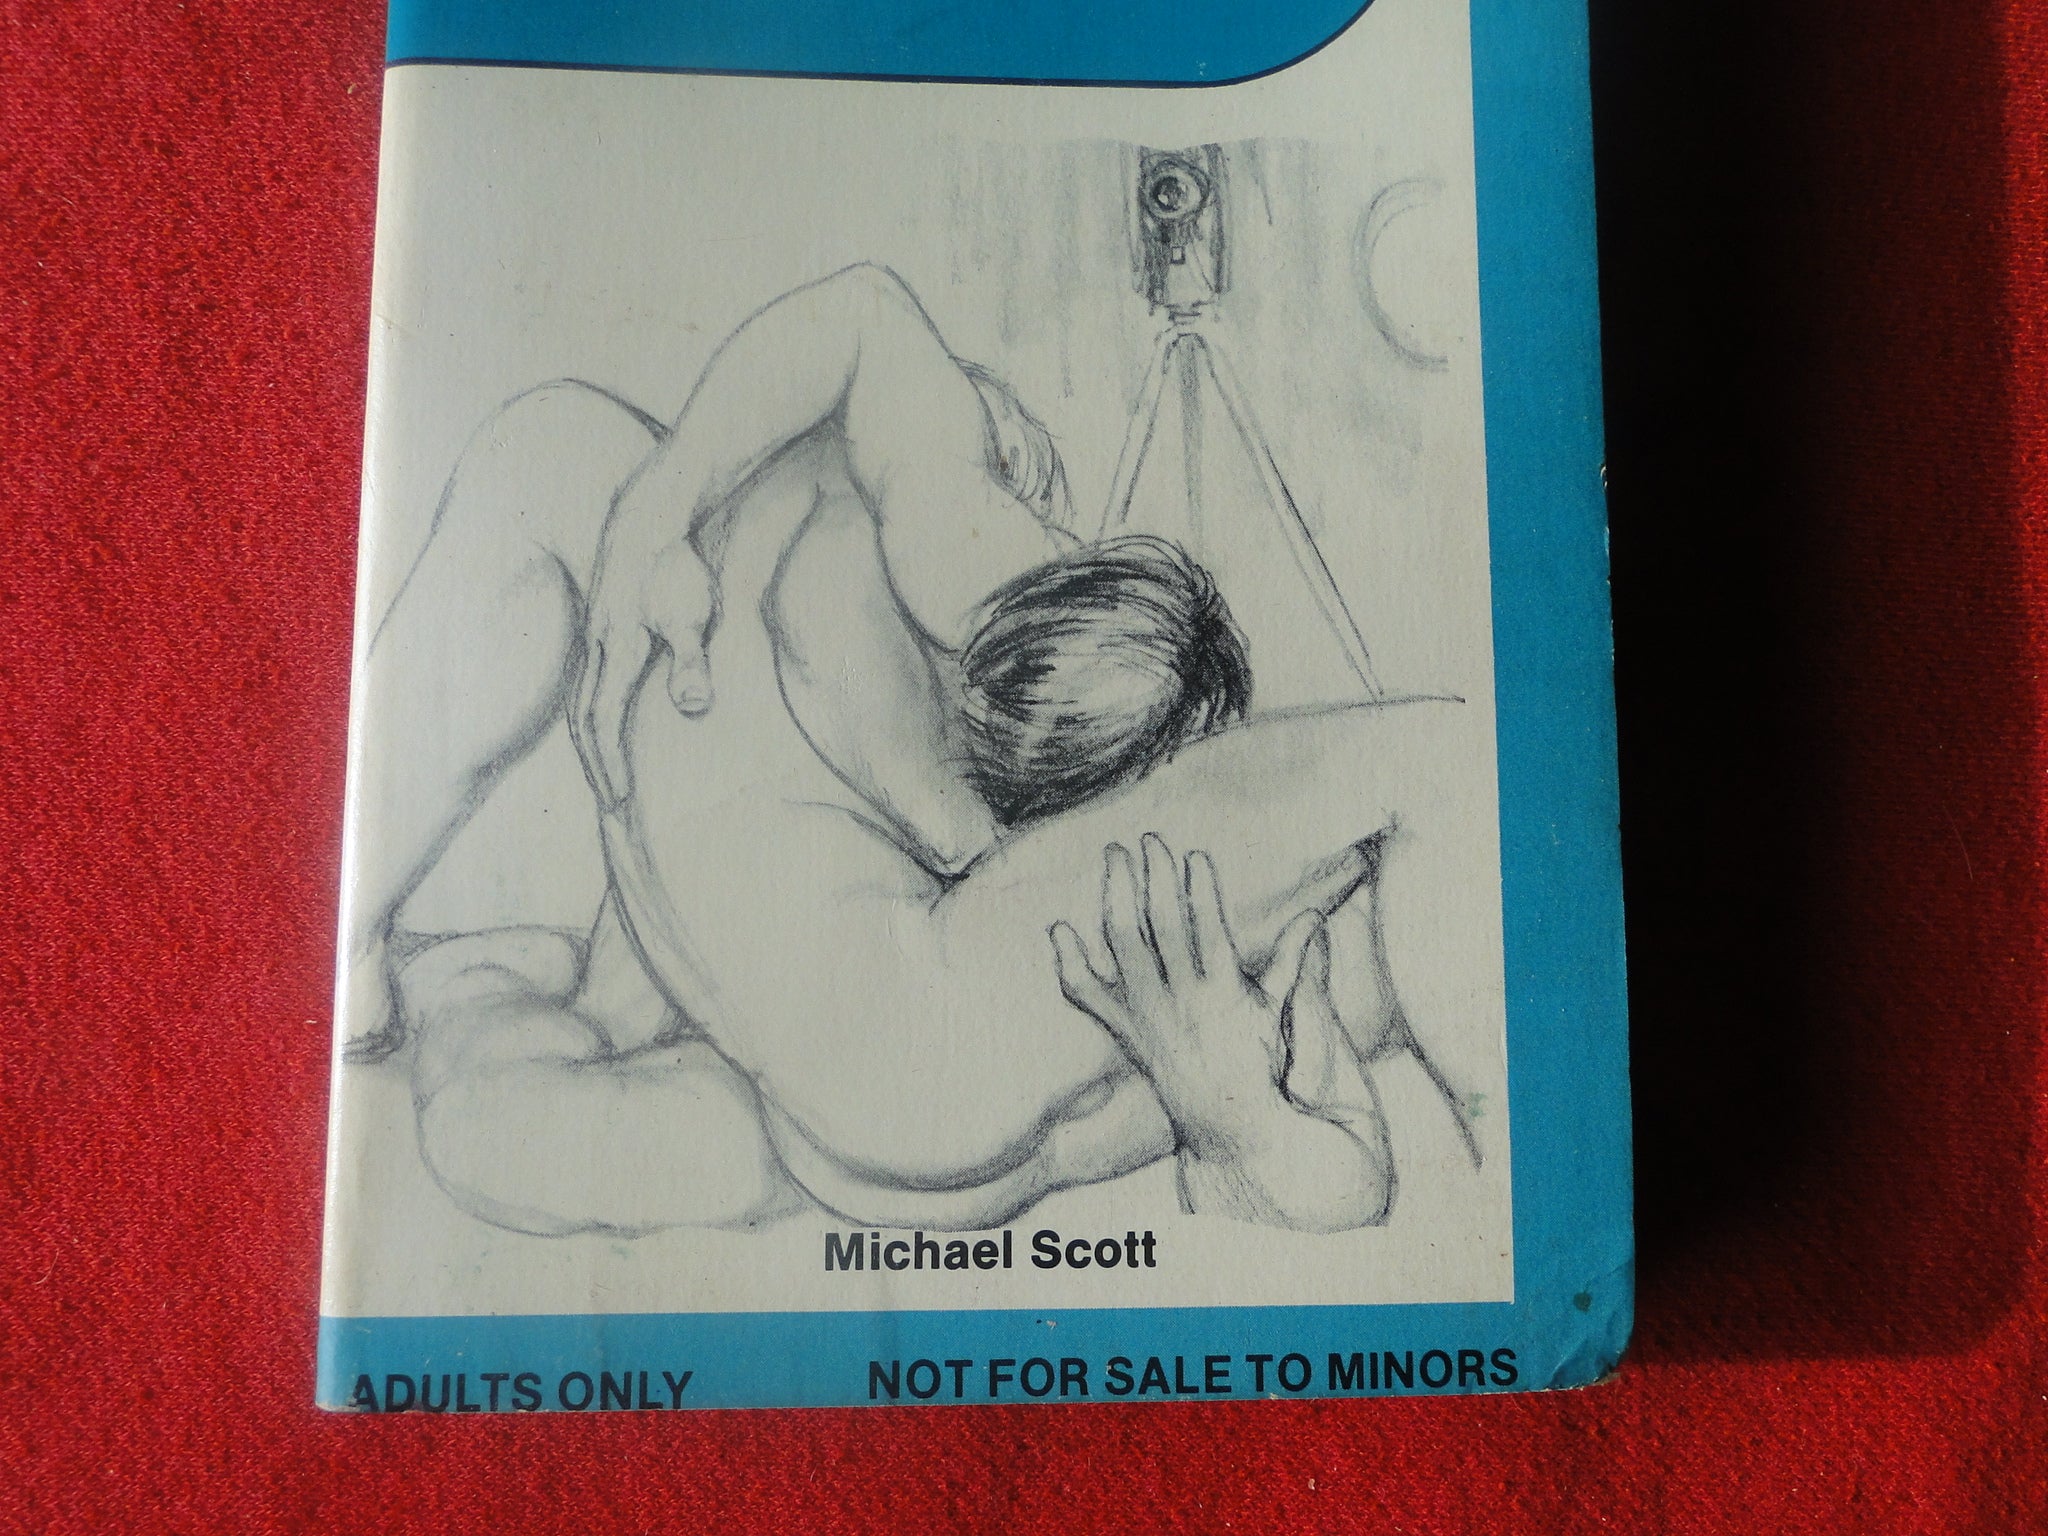 Michael Scott
ADULTS ONLY NOT FOR SALE TO MINORS